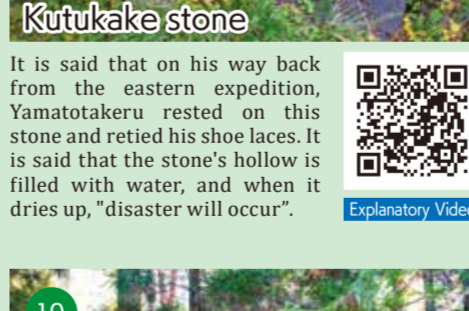 Kutukake stone
It is said that on his way back
from the eastern expedition,
Yamatotakeru rested on this
stone and retied his shoe laces. It
is said that the stone's hollow is
filled with water, and when it
dries up, "disaster will occur”.
Explanatory Video
10